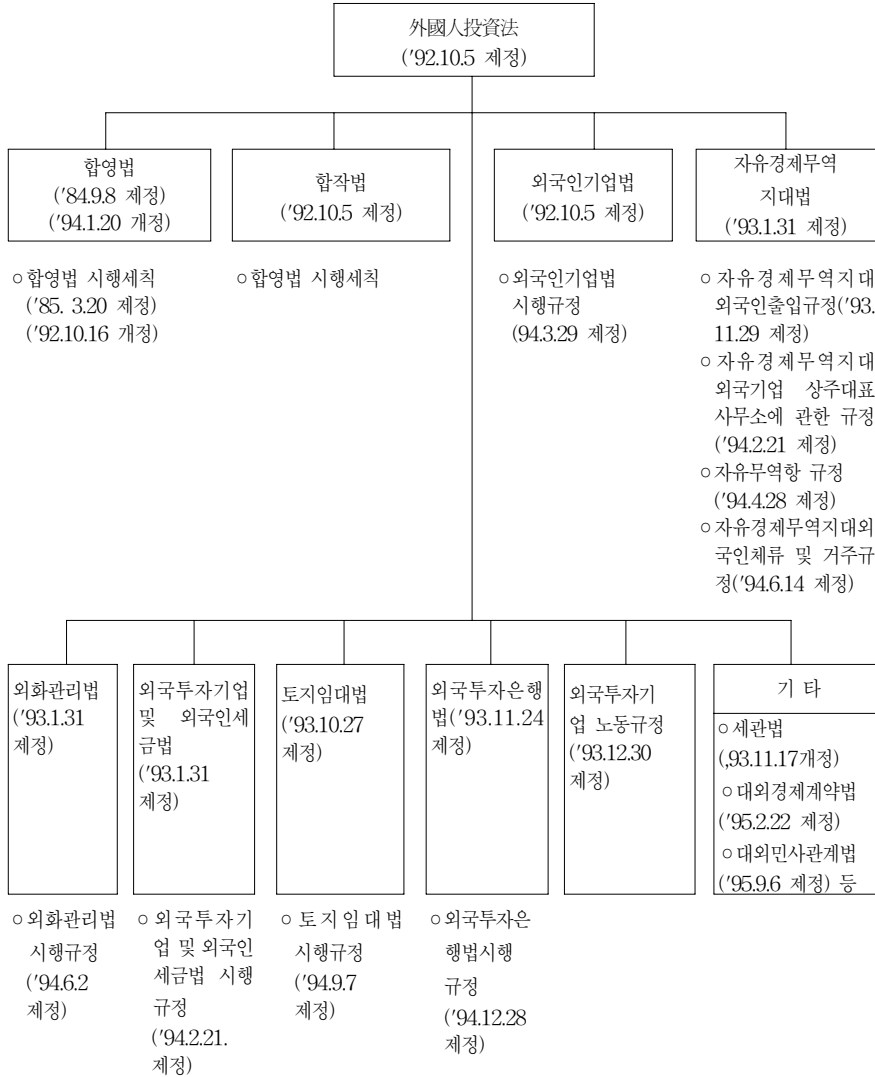 外國人投資法
('92.10.5 제정)
합영법
('84.9.8 제정)
('94.1.20 개정)
합작법
('92.10.5 제정)
외국인기업법
('92.10.5 제정)
자유경제무역
지대법
('93.1.31 제정)
ㅇ합영법 시행세칙
('85. 3.20 제정)
('92.10.16 개정)
ㅇ합영법 시행세칙
ㅇ외국인기업법
시행규정
(94.3.29 제정)
ㅇ자유경제무역지대
외국인출입규정('93.
11.29 제정)
ㅇ자유경제무역지대
외국기업 상주대표
사무소에 관한 규정
('94.2.21 제정)
ㅇ자유무역항 규정
('94.4.28 제정)
ㅇ자유경제무역지대외
국인체류 및 거주규
정('94.6.14 제정)
외화관리법
('93.1.31
제정)
외국투자기업
및 외국인세
금법
('93.1.31
제정)
토지임대법
('93.10.27
제정)
외국투자은행
법('93.11.24
제정)
외국투자기
업 노동규정
('93.12.30
제정)
기 타
ㅇ세관법
(,93.11.17개정)
ㅇ대외경제계약법
('95.2.22 제정)
ㅇ대외민사관계법
('95.9.6 제정) 등
ㅇ외화관리법
시행규정
('94.6.2
제정)
ㅇ외국투자기
업 및 외국인
세금법 시행
규정
('94.2.21.
제정)
ㅇ토지임대법
시행규정
('94.9.7
제정)
ㅇ외국투자은
행법시행
규정
('94.12.28
제정)